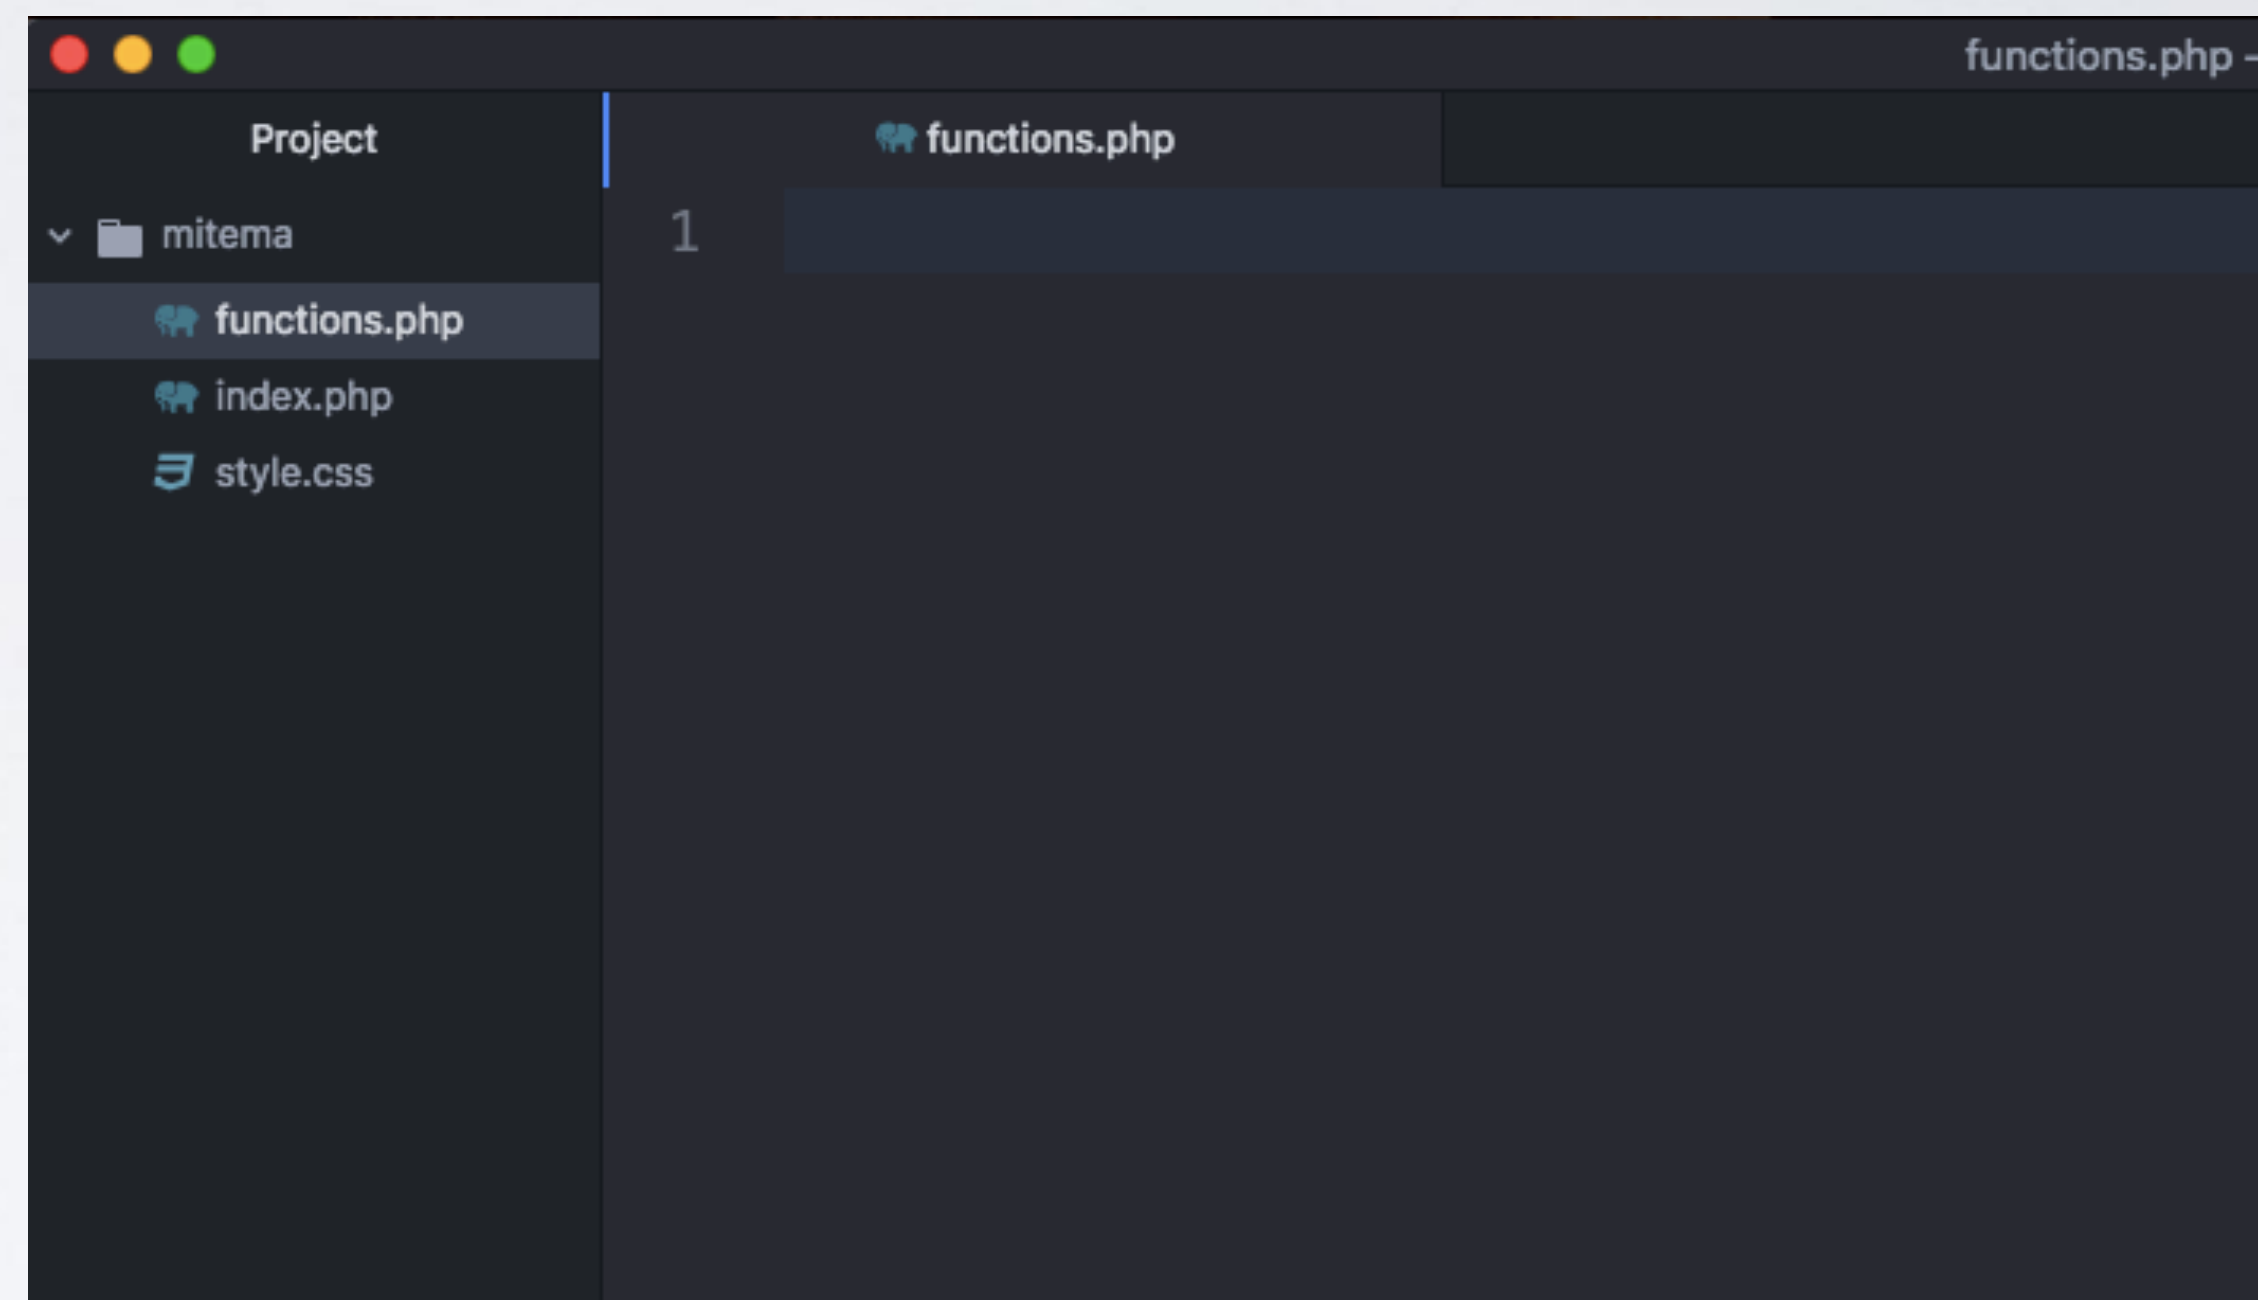 functions.php -
Project
functions.php
mitema
1
functions.php
index.php
style.css